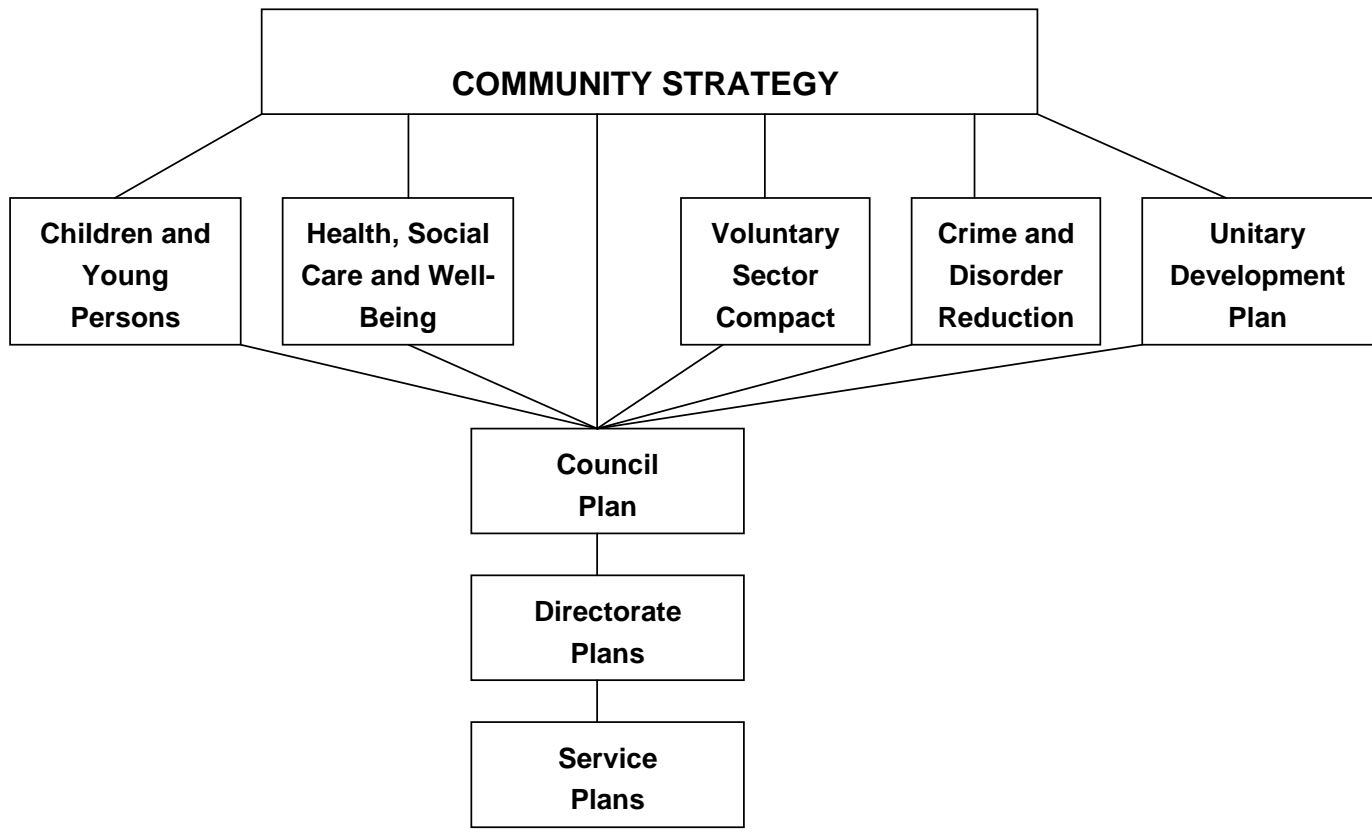 COMMUNITY STRATEGY
Children and
Young
Persons
Health, Social
Care and Well-
Being
Voluntary
Sector
Compact
Crime and
Disorder
Reduction
Unitary
Development
Plan
Council
Plan
Directorate
Plans
Service
Plans